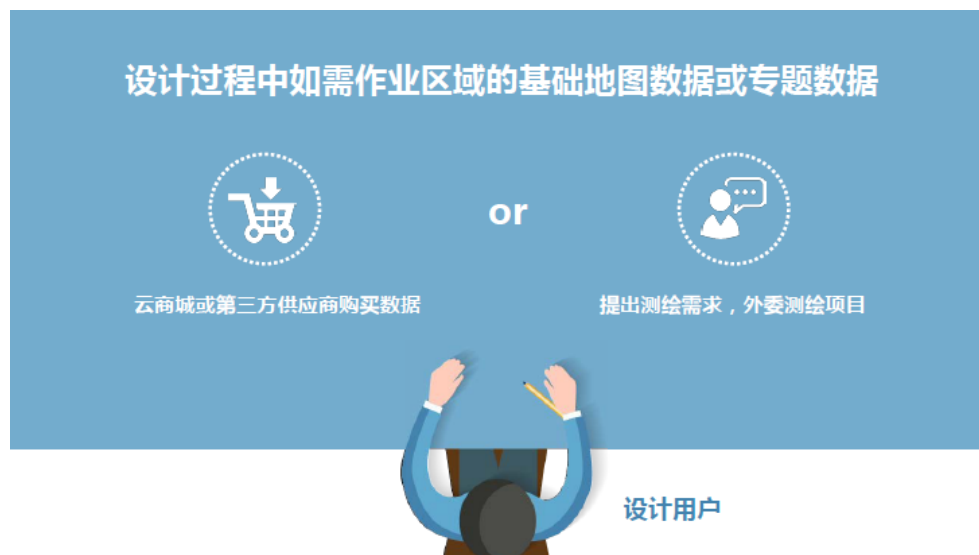 设计过程中如需作业区域的基础地图数据或专题数据
or
云商城或第三方供应商购买数据
提出测绘需求，外委测绘项目
设计用户